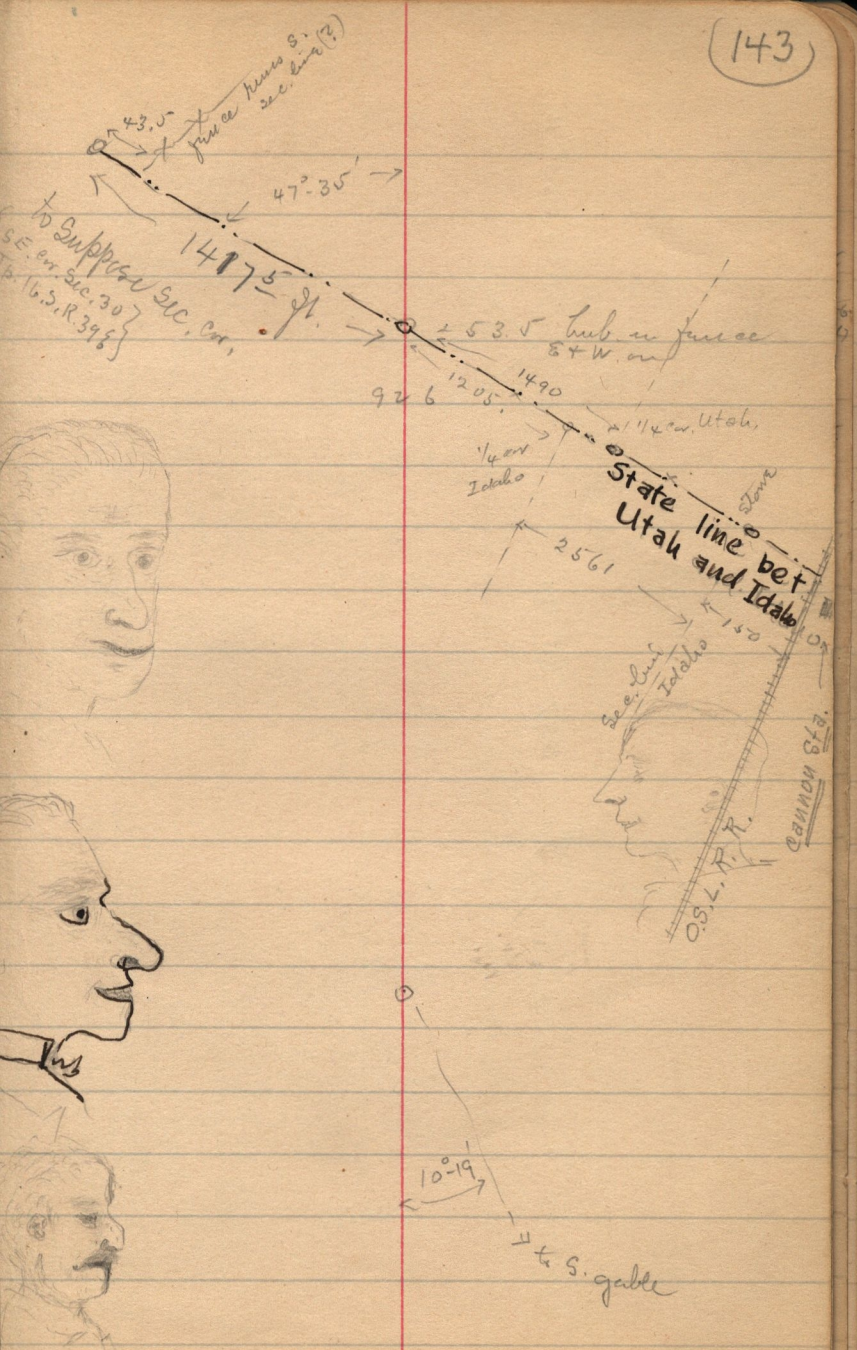 143
43.5
fence runs S.
sec. line (?)
47°-35'
to Suppose Sec. Cor,
S.E. cor. Sec. 30
Tp. 16.S, R.39E
1417 5 ft.
± 53.5 hub in fence
E + W. on
926
1205.
1490
1/4 cor. Utah,
1/4 cor
Idaho
stone
State line bet
Utah and Idaho
2561
150
Sec. line
Idaho
Cannon Sta.
O.S.L. R.R.
10°-19'
to S. gable